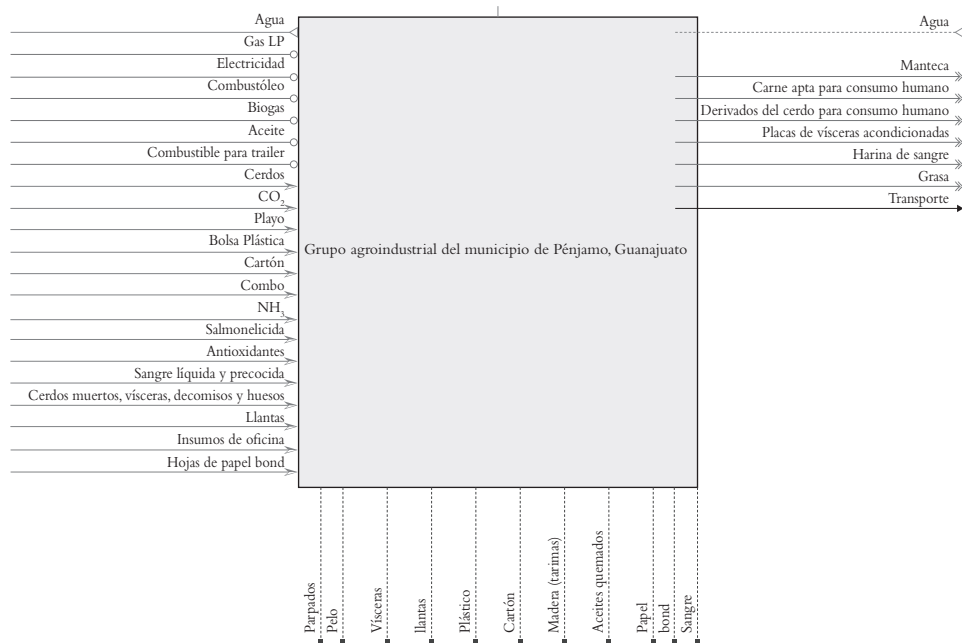 Agua
Gas LP
Electricidad
Combustóleo
Biogas
Aceite
Combustible para trailer
Cerdos
CO2
Playo
Bolsa Plástica
Cartón
Combo
NH3
Salmonelicida
Antioxidantes
Sangre líquida y precocida
Cerdos muertos, vísceras, decomisos y huesos
Llantas
Insumos de oficina
Hojas de papel bond
Grupo agroindustrial del municipio de Pénjamo, Guanajuato
Agua
Manteca
Carne apta para consumo humano
Derivados del cerdo para consumo humano
Placas de vísceras acondicionadas
Harina de sangre
Grasa
Transporte
Parpados
Pelo
Vísceras
llantas
Plástico
Cartón
Madera (tarimas)
Aceites quemados
Papel
bond
Sangre